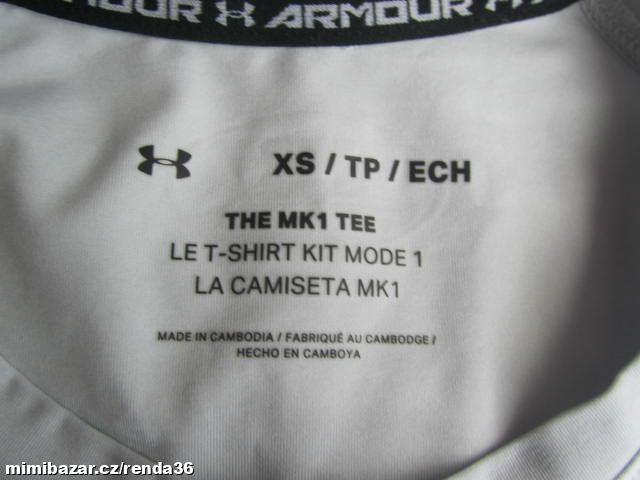 ARMOUR ARMOUR
XS / TP / ECH
THE MK1 TEE
LE T-SHIRT KIT MODE 1
LA CAMISETA MK1
MADE IN CAMBODIA / FABRIQUÉ AU CAMBODGE /
HECHO EN CAMBOYA
mimibazar.cz/renda36